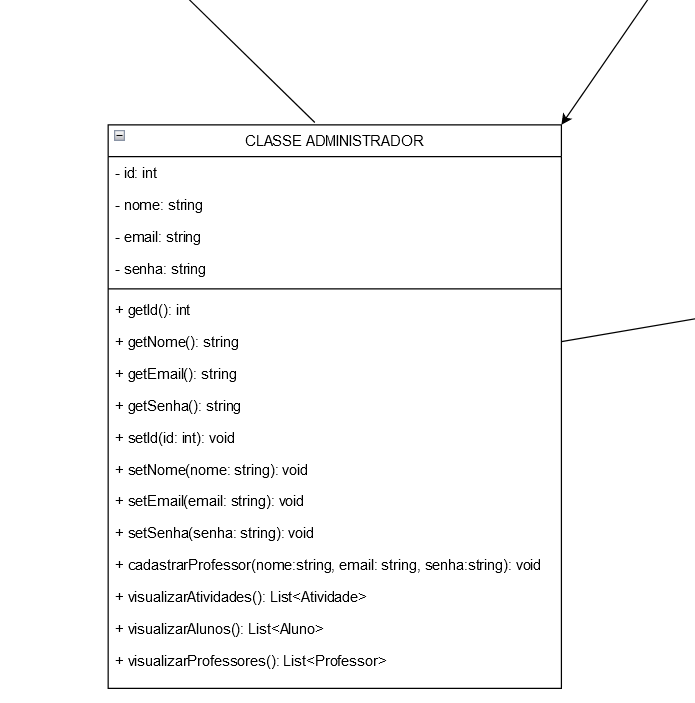 CLASSE ADMINISTRADOR
- id: int
- nome: string
- email: string
- senha: string
+ getId(): int
+ getNome(): string
+ getEmail(): string
+ getSenha(): string
+ setId(id: int): void
+ setNome(nome: string): void
+ setEmail(email: string): void
+ setSenha(senha: string): void
+ cadastrarProfessor(nome:string, email: string, senha:string): void
+ visualizarAtividades(): List<Atividade>
+ visualizarAlunos(): List<Aluno>
+ visualizarProfessores(): List<Professor>